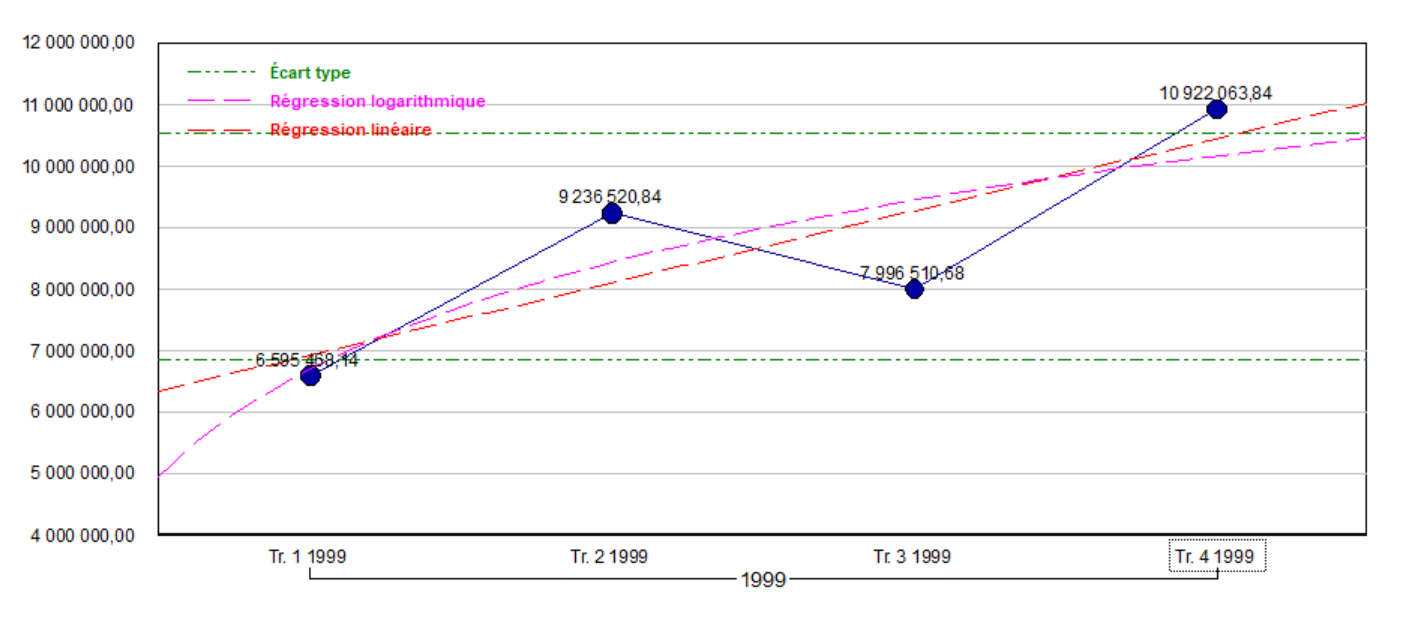 12 000 000,00
Écart type
10 922 063,84
Régression logarithmique
11 000 000,00
Régression linéaire
10 000 000,00
9 236 520,84
9 000 000,00
7 996 510,68
8 000 000,00
7 000 000,00
6 595 468,14
6 000 000,00
5 000 000,00
4 000 000,00
Tr. 1 1999 Tr. 2 1999 Tr. 3 1999 Tr. 4 1999
1999